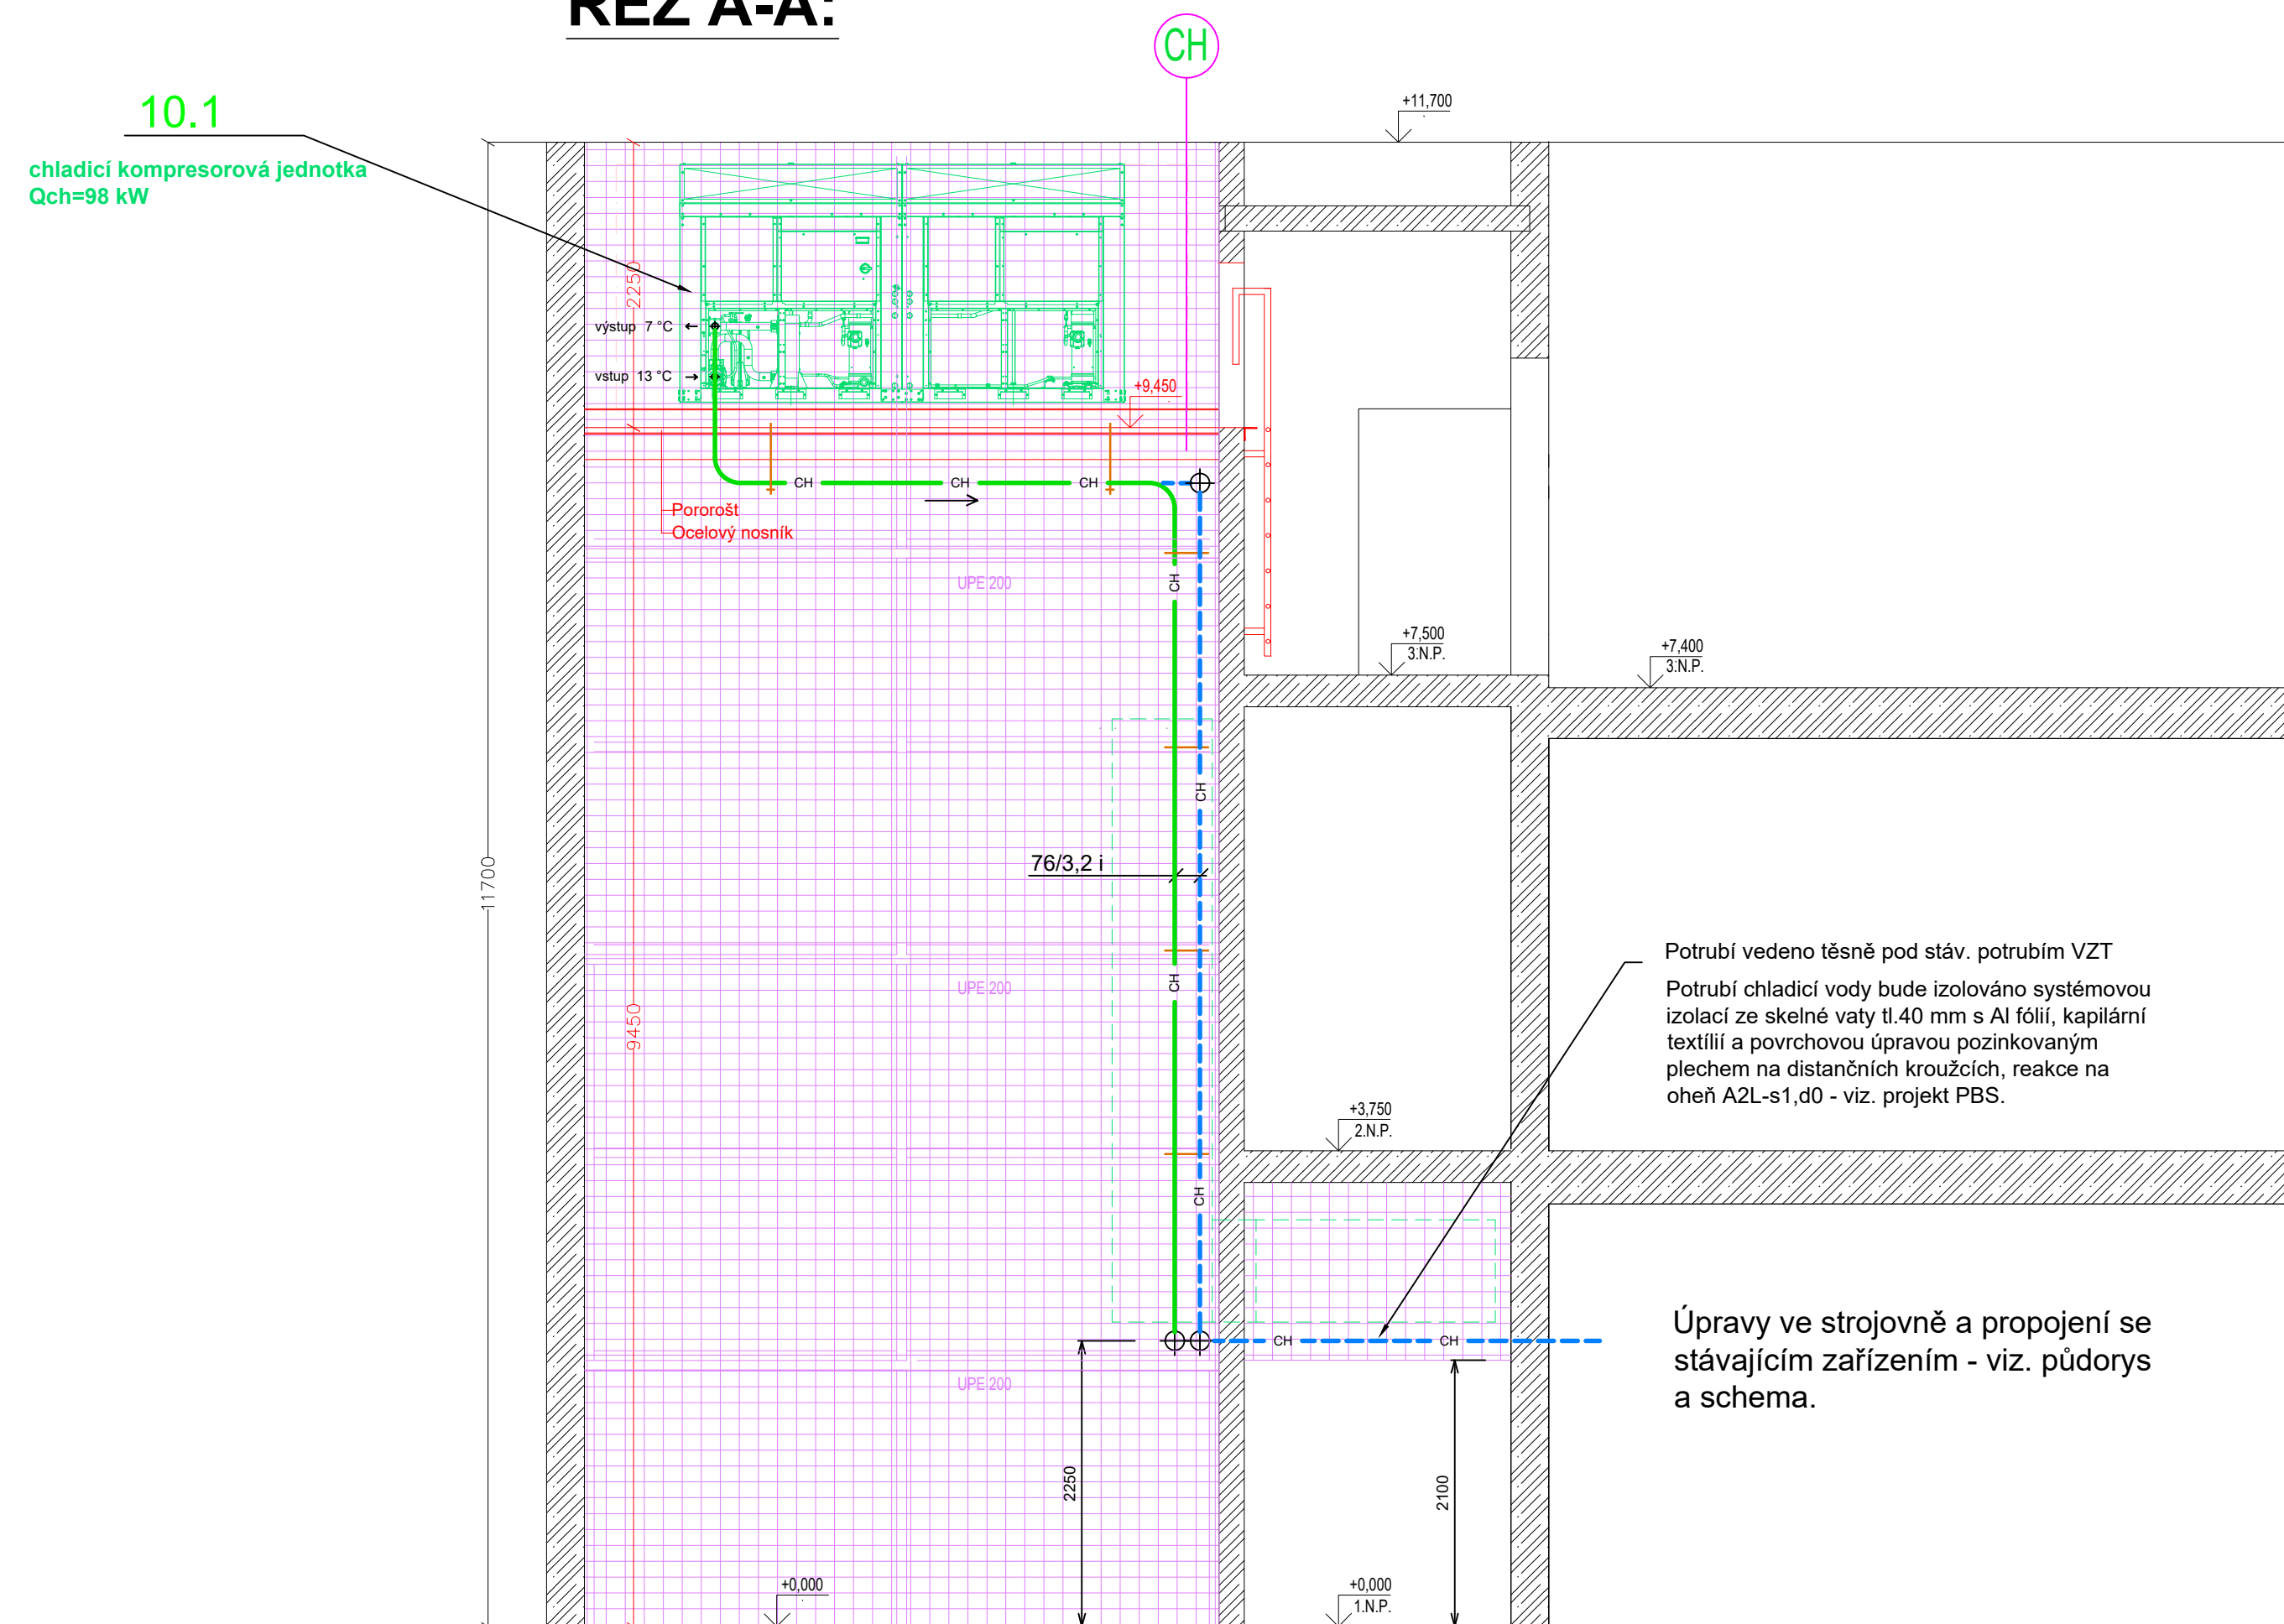 ŘEZ A-A:
CH
10.1
chladicí kompresorová jednotka
Qch=98 kW
+11,700
2250
výstup 7 °C
vstup 13 °C
+9,450
CH
CH
CH
Pororošt
Ocelový nosník
UPE 200
CH
+7,500
3.N.P.
+7,400
3.N.P.
CH
76/3,2 i
11700
Potrubí vedeno těsně pod stáv. potrubím VZT
Potrubí chladicí vody bude izolováno systémovou
izolací ze skelné vaty tl.40 mm s Al fólií, kapilární
textílií a povrchovou úpravou pozinkovaným
plechem na distančních kroužcích, reakce na
oheň A2L-s1,d0 - viz. projekt PBS.
CH
UPE 200
9450
+3,750
2.N.P.
CH
CH
CH
Úpravy ve strojovně a propojení se
stávajícím zařízením - viz. půdorys
a schema.
UPE 200
2250
2100
+0,000
+0,000
1.N.P.